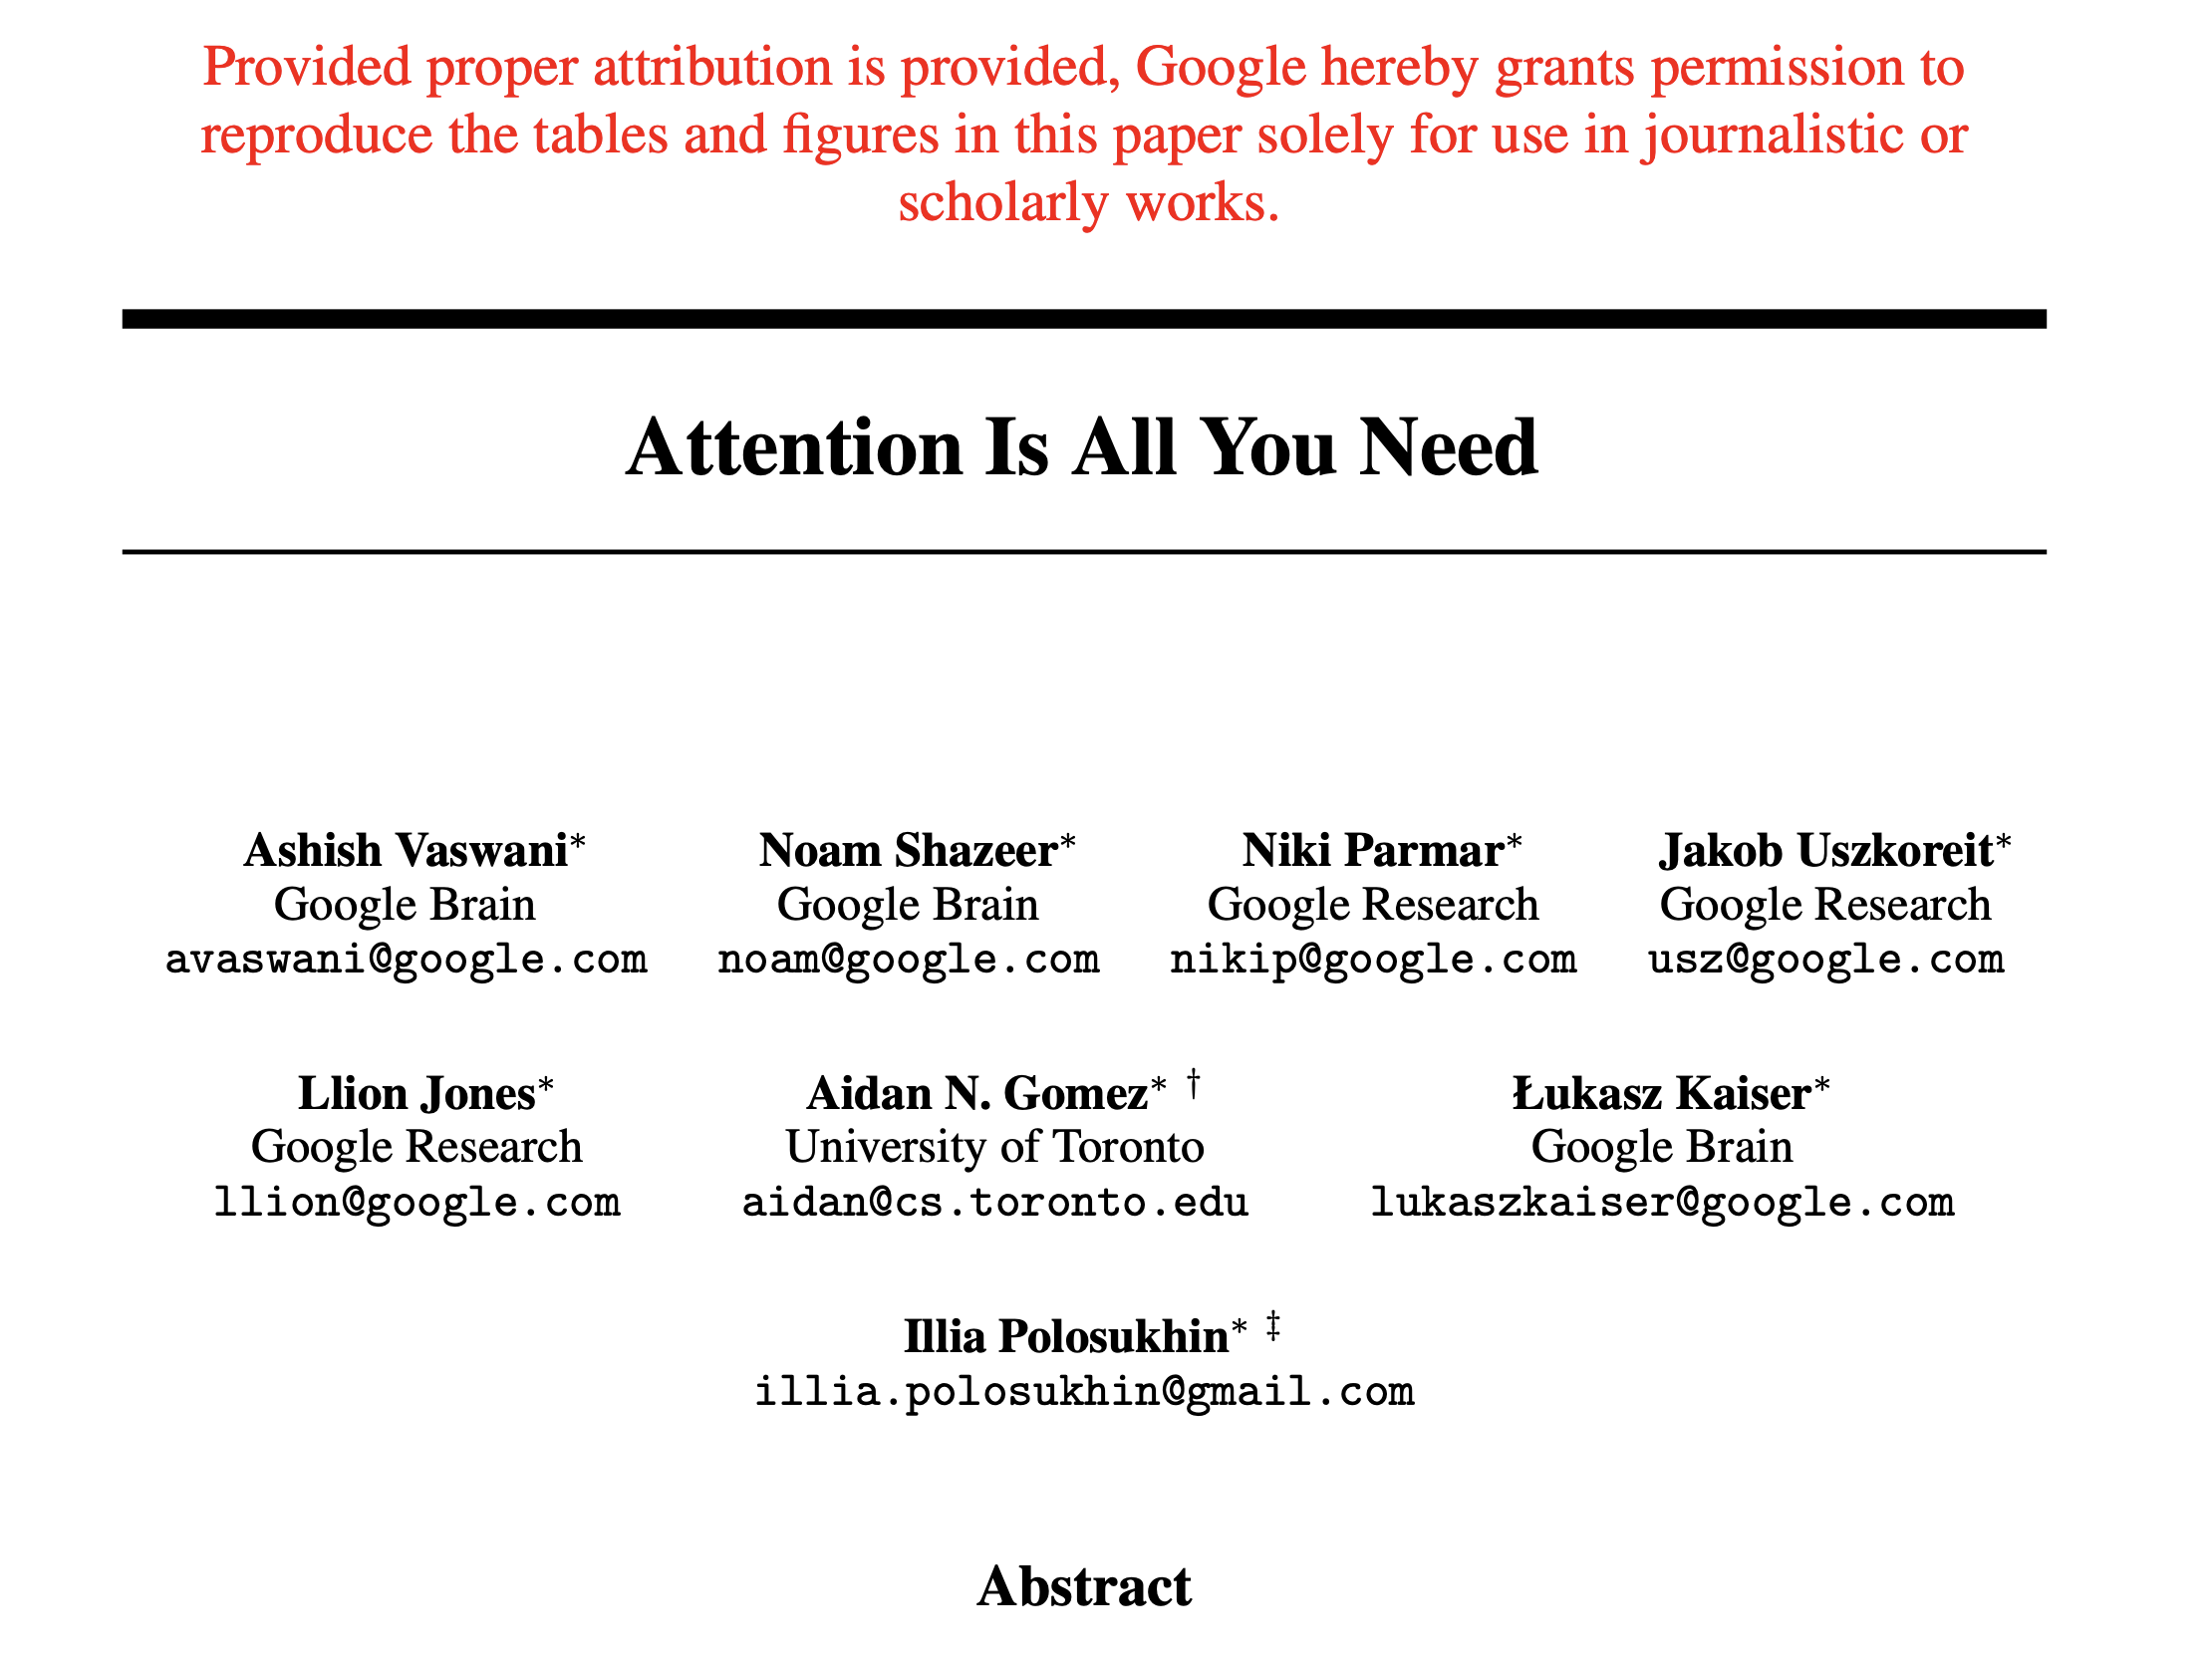 Provided proper attribution is provided, Google hereby grants permission to
reproduce the tables and figures in this paper solely for use in journalistic or
scholarly works.
Attention Is All You Need
Ashish Vaswani* Noam Shazeer* Niki Parmar* Jakob Uszkoreit*
Google Brain Google Brain Google Research Google Research
avaswani@google.com noam@google.com nikip@google.com usz@google.com
Llion Jones* Aidan N. Gomez* † Łukasz Kaiser*
Google Research University of Toronto Google Brain
llion@google.com aidan@cs.toronto.edu lukaszkaiser@google.com
Illia Polosukhin* ‡
illia.polosukhin@gmail.com
Abstract